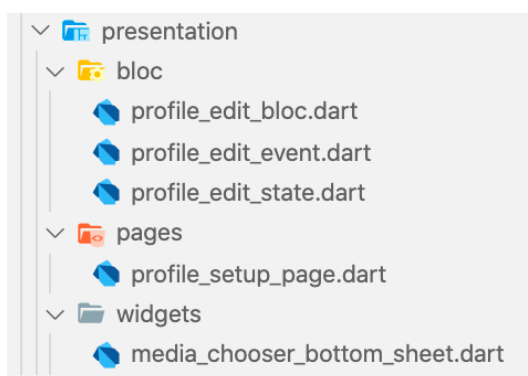 presentation
bloc
profile_edit_bloc.dart
profile_edit_event.dart
profile_edit_state.dart
pages
profile_setup_page.dart
widgets
media_chooser_bottom_sheet.dart